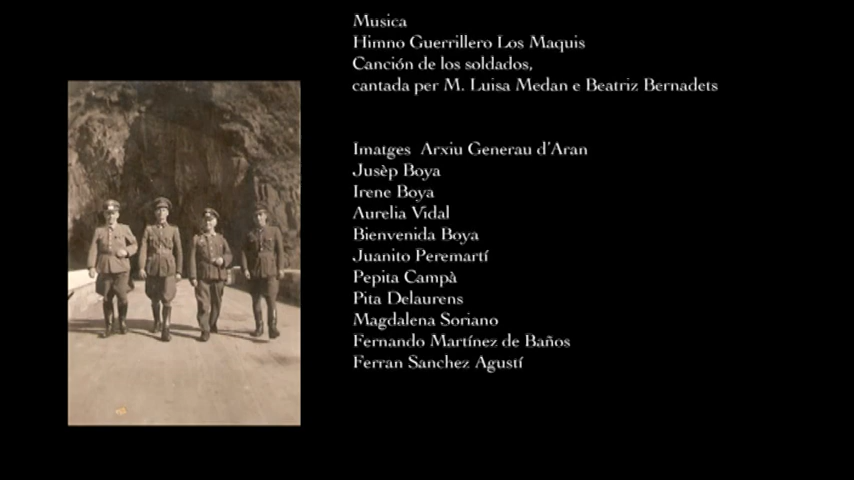 Musica
Himno Guerrillero Los Maquis
Canción de los soldados,
cantada per M. Luisa Medan e Beatriz Bernadets
Imatges Arxiu Generau d'Aran
Jusèp Boya
Irene Boya
Aurelia Vidal
Bienvenida Boya
Juanito Peremartí
Pepita Campà
Pita Delaurens
Magdalena Soriano
Fernando Martínez de Baños
Ferran Sanchez Agustí